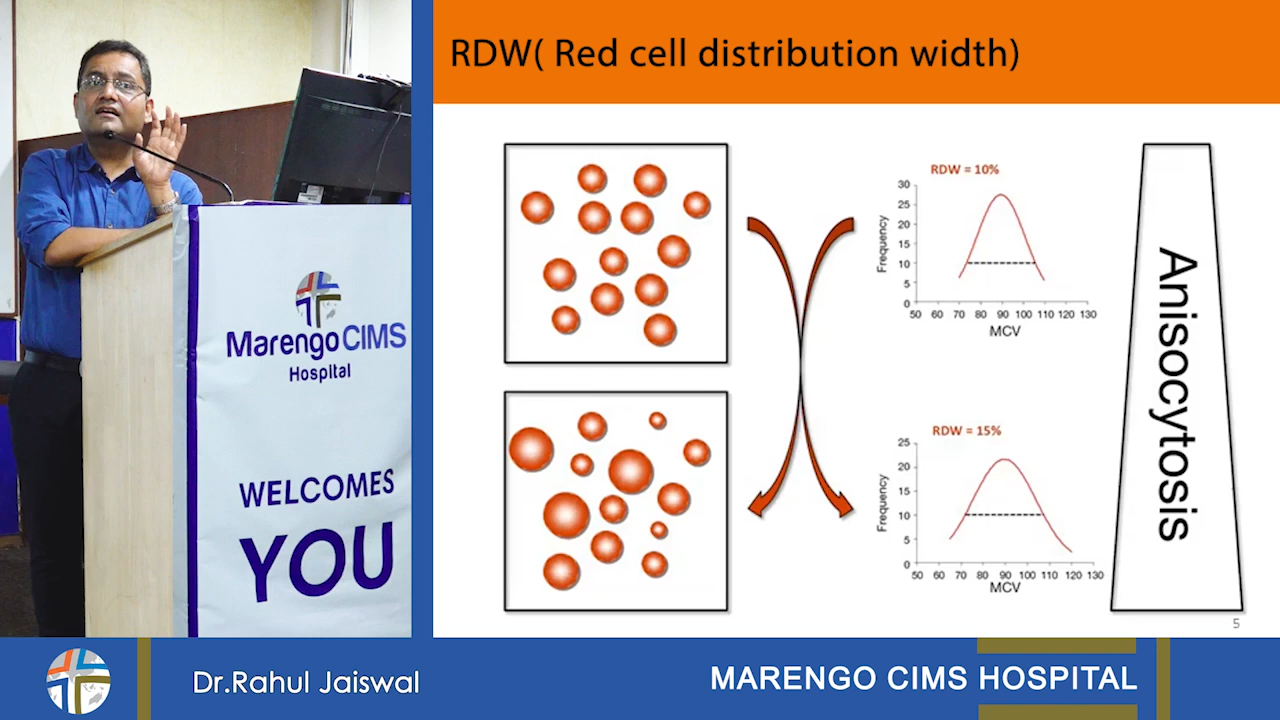 RDW( Red cell distribution width)
RDW = 10%
Frequency
30
25
20
15
10
5
0
50 60 70 80 90 100 110 120 130
MCV
RDW = 15%
Frequency
25
20
15
10
5
0
50 60 70 80 90 100 110 120 130
MCV
Anisocytosis
5
Marengo CIMS
Hospital
WELCOMES
YOU
Dr.Rahul Jaiswal
MARENGO CIMS HOSPITAL